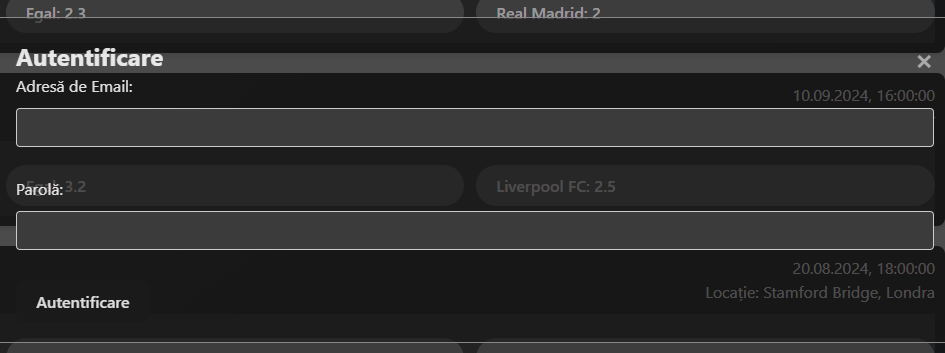 Egal: 2.3
Real Madrid: 2
Autentificare
×
Adresă de Email:
10.09.2024, 16:00:00
Parolă:
Egal: 3.2
Liverpool FC: 2.5
20.08.2024, 18:00:00
Locație: Stamford Bridge, Londra
Autentificare